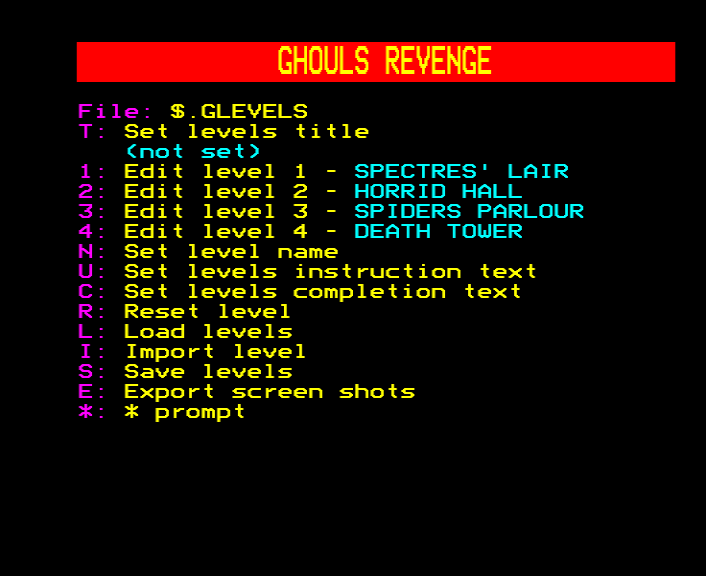 GHOULS REVENGE
File: $.GLEVELS
T: Set levels title
(not set)
1: Edit level 1 - SPECTRES' LAIR
2: Edit level 2 - HORRID HALL
3: Edit level 3 - SPIDERS PARLOUR
4: Edit level 4 - DEATH TOWER
N: Set level name
U: Set levels instruction text
C: Set levels completion text
R: Reset level
L: Load levels
I: Import level
S: Save levels
E: Export screen shots
*: * prompt